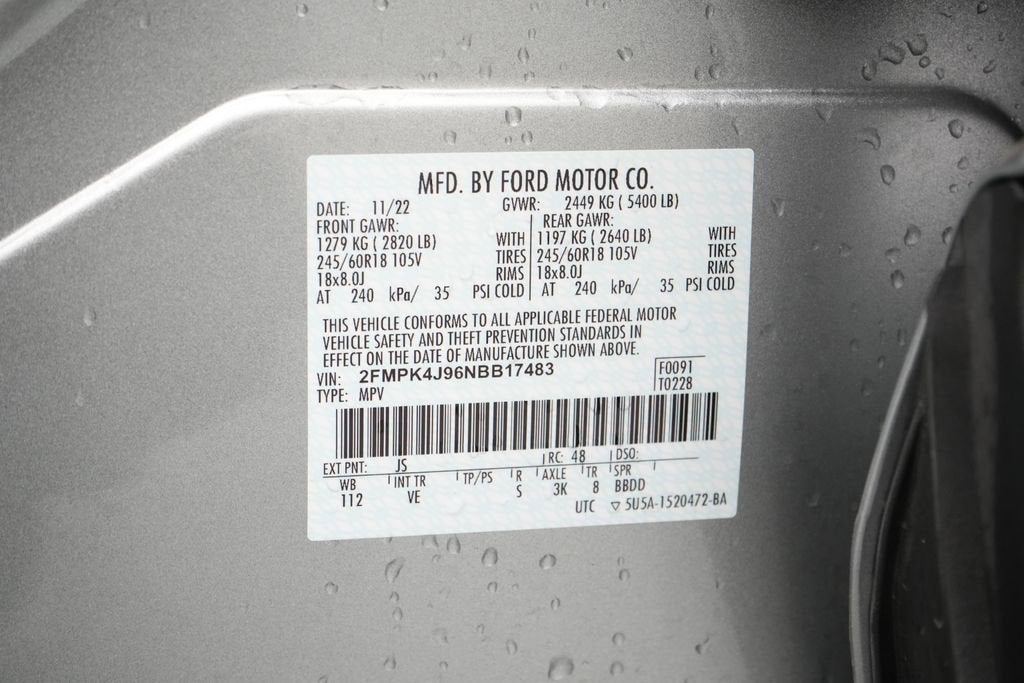 MFD. BY FORD MOTOR CO.
DATE: 11/22 GVWR: 2449 KG ( 5400 LB)
FRONT GAWR: REAR GAWR:
1279 KG ( 2820 LB) WITH 1197 KG ( 2640 LB) WITH
245/60R18 105V TIRES 245/60R18 105V TIRES
18x8.0J RIMS 18x8.0J RIMS
AT 240 kPa/ 35 PSI COLD AT 240 kPa/ 35 PSI COLD
THIS VEHICLE CONFORMS TO ALL APPLICABLE FEDERAL MOTOR
VEHICLE SAFETY AND THEFT PREVENTION STANDARDS IN
EFFECT ON THE DATE OF MANUFACTURE SHOWN ABOVE.
VIN: 2FMPK4J96NBB17483 F0091
TYPE: MPV T0228
EXT PNT: JS RC: 48 DSO:
WB INT TR TP/PS R AXLE TR SPR
112 VE S 3K 8 BBDD
UTC ▽ 5U5A-1520472-BA